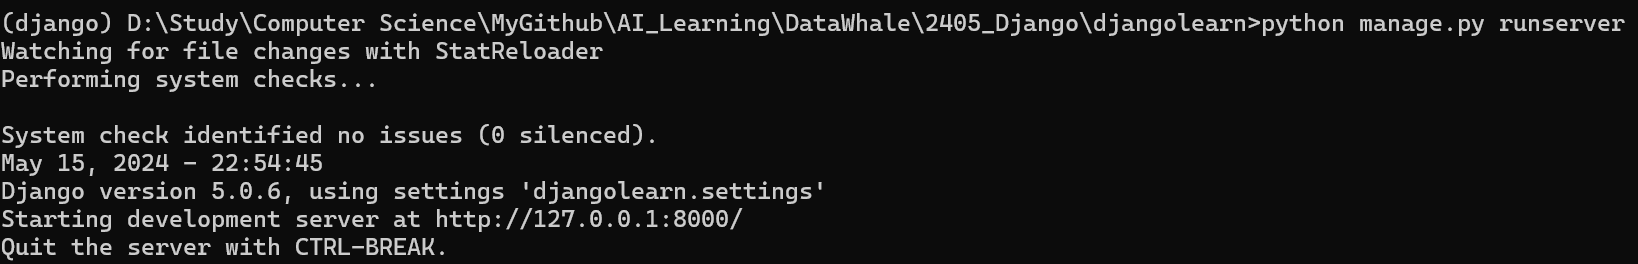 (django) D:\Study\Computer Science\MyGithub\AI_Learning\DataWhale\2405_Django\djangolearn>python manage.py runserver
Watching for file changes with StatReloader
Performing system checks...
System check identified no issues (0 silenced).
May 15, 2024 - 22:54:45
Django version 5.0.6, using settings 'djangolearn.settings'
Starting development server at http://127.0.0.1:8000/
Quit the server with CTRL-BREAK.